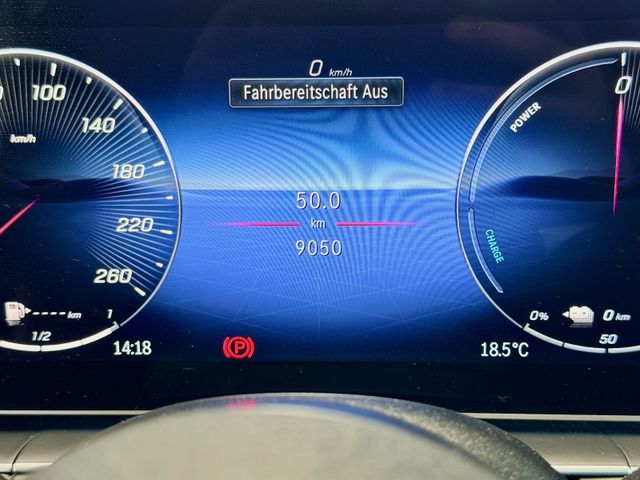 0 km/h
Fahrbereitschaft Aus
100
140
km/h
180
220
260
50.0
km
9050
POWER
CHARGE
0
----- km
1/2
1
0%
0 km
50
14:18
P
18.5°C